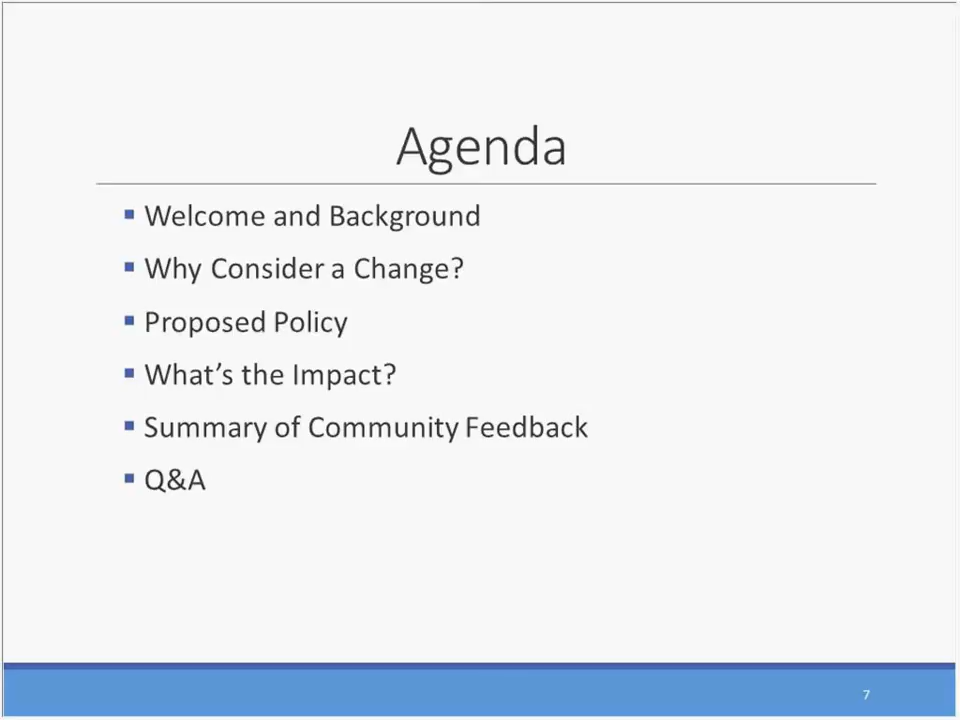 Agenda
▪ Welcome and Background
▪ Why Consider a Change?
▪ Proposed Policy
▪ What’s the Impact?
▪ Summary of Community Feedback
▪ Q&A
7